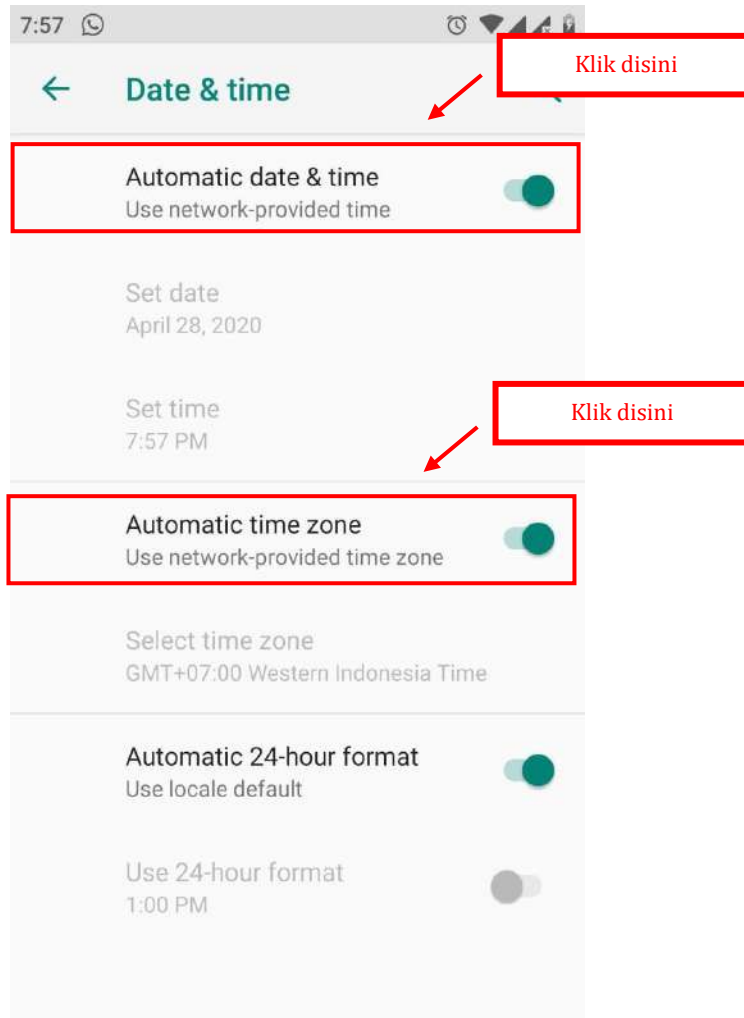 7:57
Klik disini
Date & time
Automatic date & time
Use network-provided time
Set date
April 28, 2020
Set time
7:57 PM
Klik disini
Automatic time zone
Use network-provided time zone
Select time zone
GMT+07:00 Western Indonesia Time
Automatic 24-hour format
Use locale default
Use 24-hour format
1:00 PM